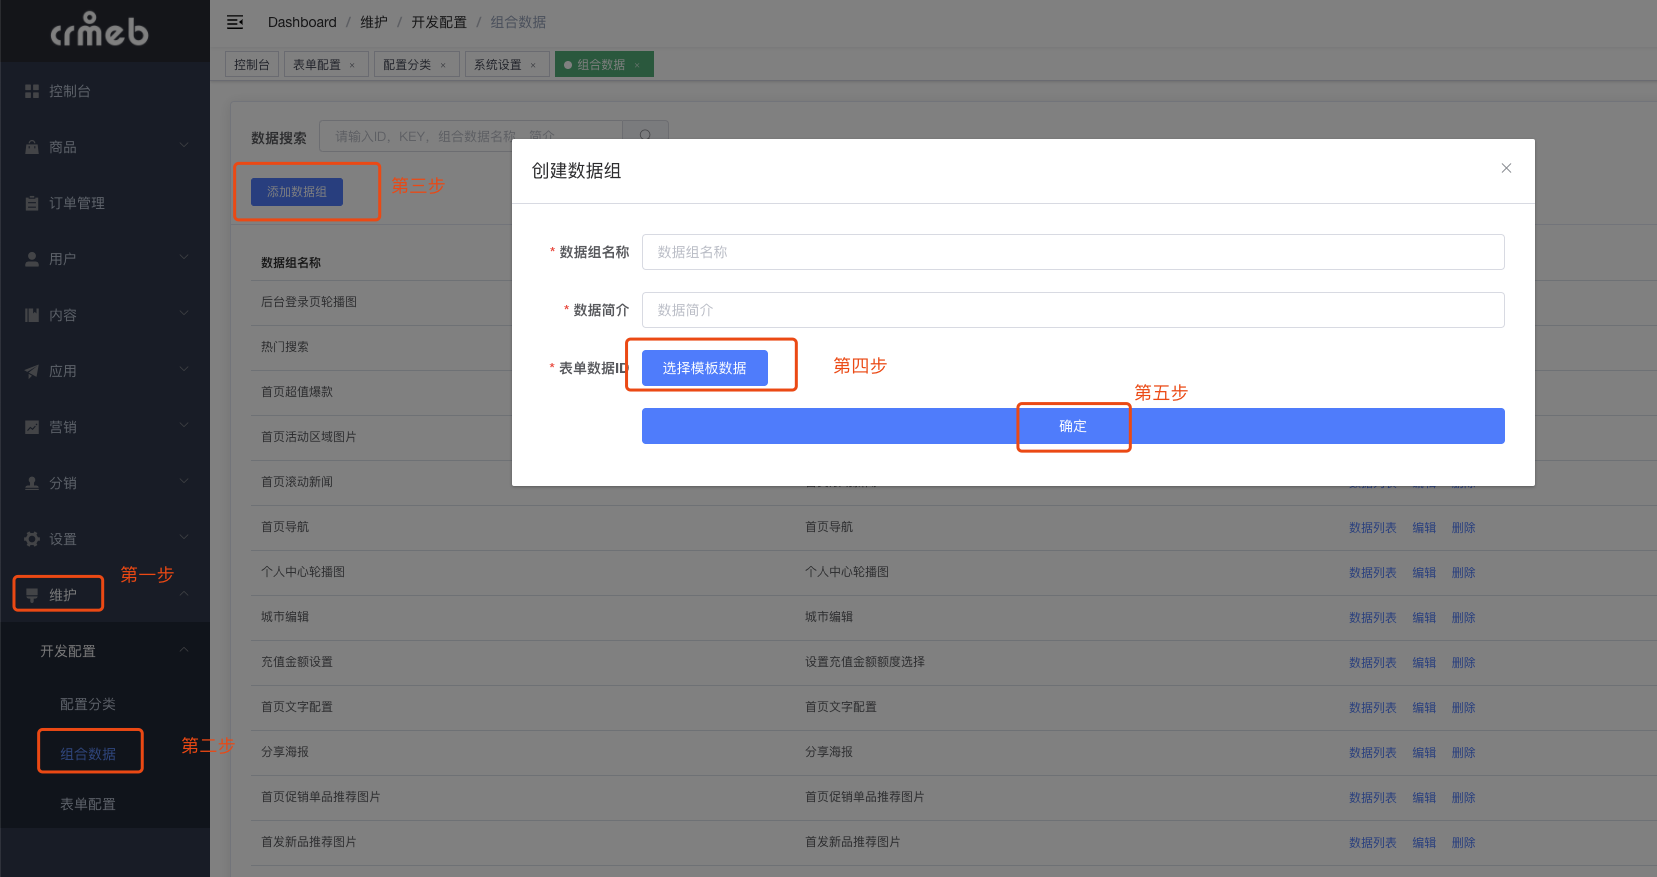 crmeb
Dashboard / 维护 / 开发配置 / 组合数据
控制台 表单配置 × 配置分类 × 系统设置 × 组合数据 ×
控制台
商品
订单管理
用户
内容
应用
营销
分销
设置
维护
第一步
开发配置
配置分类
组合数据
第二步
表单配置
数据搜索 请输入ID，KEY，组合数据名称，简介
添加数据组
第三步
创建数据组
* 数据组名称 数据组名称
* 数据简介 数据简介
* 表单数据ID 选择模板数据
第四步
第五步
确定
数据组名称
后台登录页轮播图
热门搜索
首页超值爆款
首页活动区域图片
首页滚动新闻
首页导航 首页导航 数据列表 编辑 删除
个人中心轮播图 个人中心轮播图 数据列表 编辑 删除
城市编辑 城市编辑 数据列表 编辑 删除
充值金额设置 设置充值金额额度选择 数据列表 编辑 删除
首页文字配置 首页文字配置 数据列表 编辑 删除
分享海报 分享海报 数据列表 编辑 删除
首页促销单品推荐图片 首页促销单品推荐图片 数据列表 编辑 删除
首发新品推荐图片 首发新品推荐图片 数据列表 编辑 删除